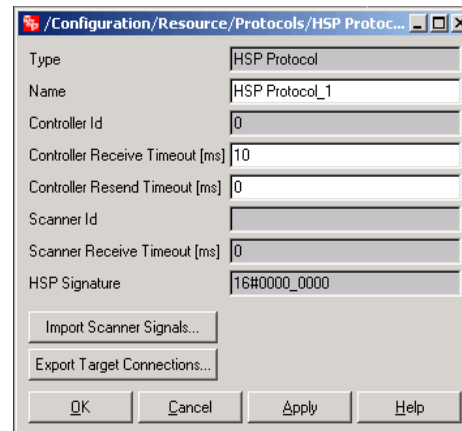 /Configuration/Resource/Protocols/HSP Protoc...
Type HSP Protocol
Name HSP Protocol_1
Controller Id 0
Controller Receive Timeout [ms] 10
Controller Resend Timeout [ms] 0
Scanner Id
Scanner Receive Timeout [ms] 0
HSP Signature 16#0000_0000
Import Scanner Signals...
Export Target Connections...
OK Cancel Apply Help